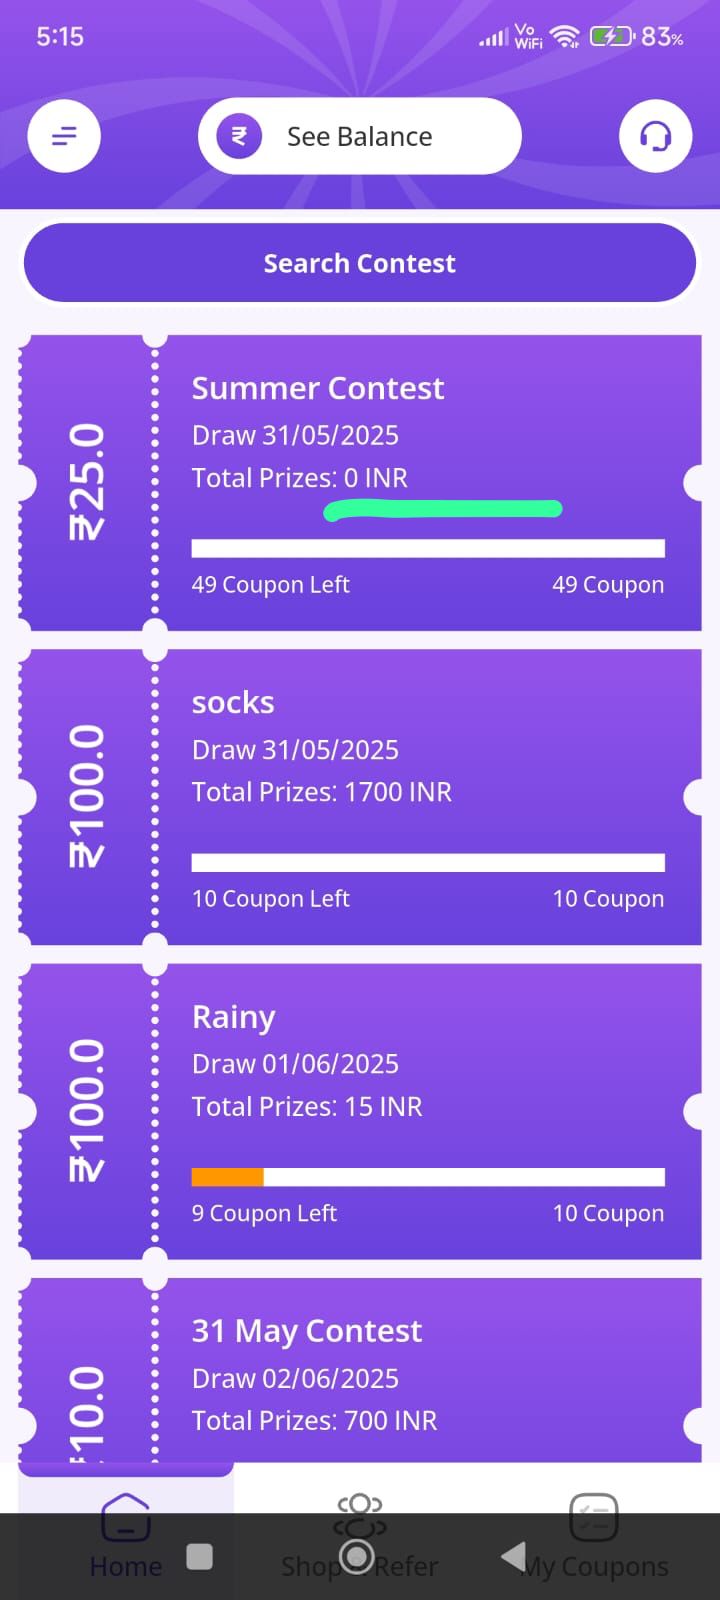 5:15
Vo
WiFi
83%
₹
See Balance
Search Contest
₹25.0
Summer Contest
Draw 31/05/2025
Total Prizes: 0 INR
49 Coupon Left
49 Coupon
₹100.0
socks
Draw 31/05/2025
Total Prizes: 1700 INR
10 Coupon Left
10 Coupon
₹100.0
Rainy
Draw 01/06/2025
Total Prizes: 15 INR
9 Coupon Left
10 Coupon
₹10.0
31 May Contest
Draw 02/06/2025
Total Prizes: 700 INR
Home
Shop & Refer
My Coupons